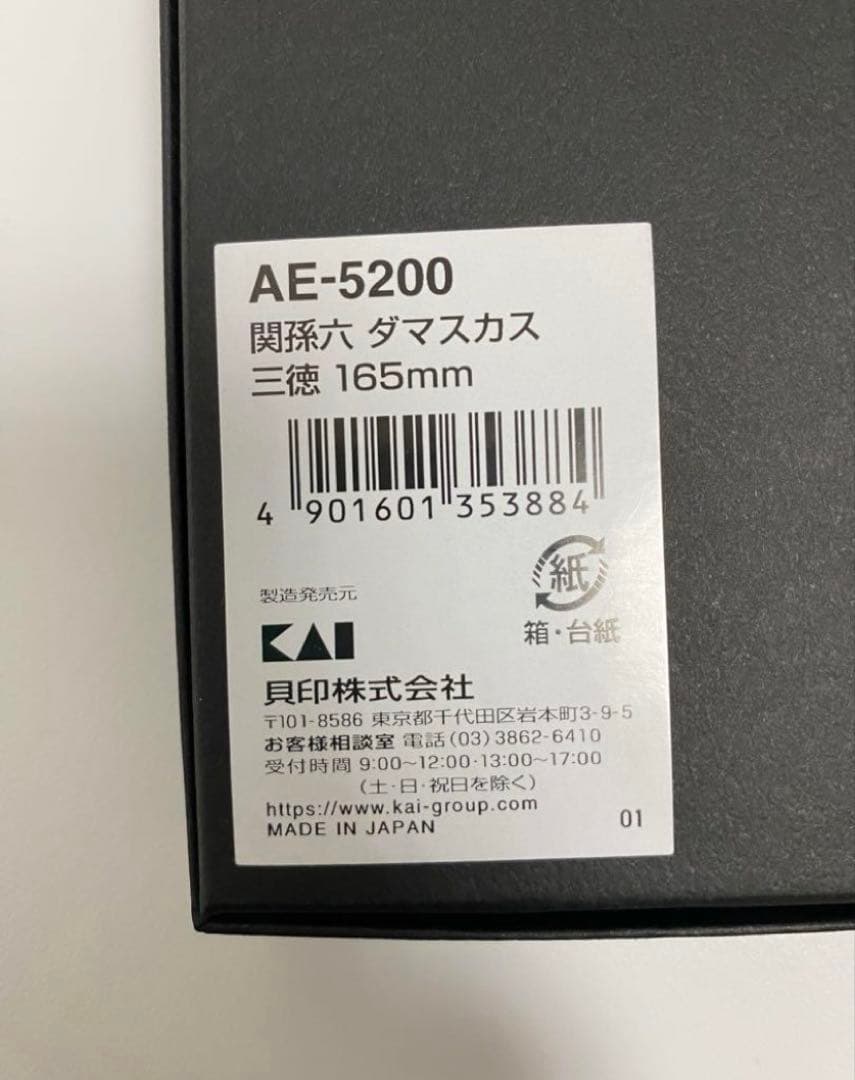 AE-5200
関孫六 ダマスカス
三徳 165mm
4 901601 353884
紙
箱・台紙
製造発売元
KAI
貝印株式会社
〒101-8586 東京都千代田区岩本町3-9-5
お客様相談室 電話(03)3862-6410
受付時間 9:00〜12:00・13:00〜17:00
(土・日・祝日を除く)
https://www.kai-group.com
MADE IN JAPAN
01